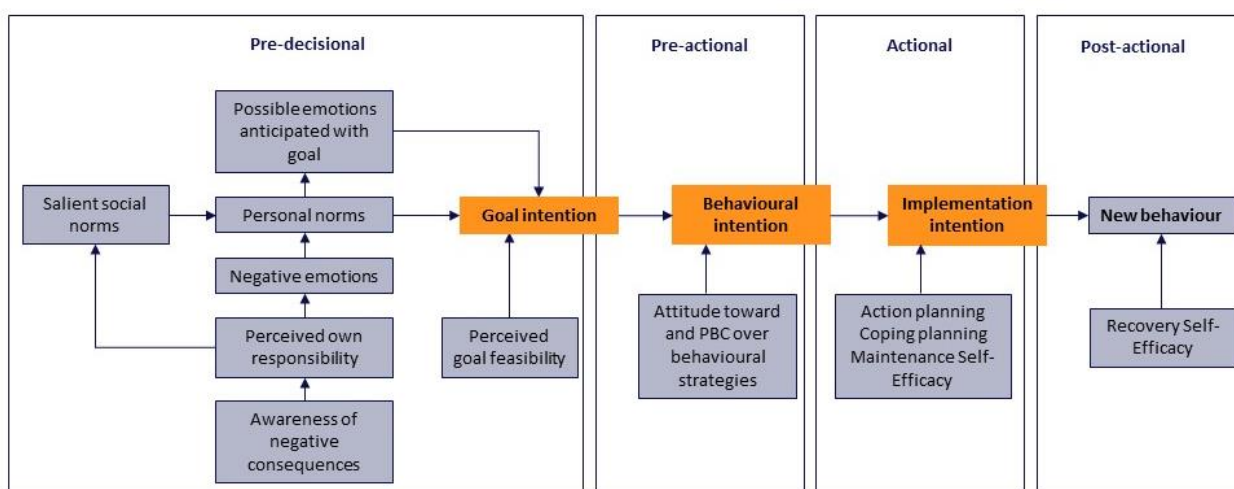 Pre-decisional
Possible emotions
anticipated with
goal
Salient social
norms
Personal norms
Goal intention
Negative emotions
Perceived own
responsibility
Perceived
goal feasibility
Awareness of
negative
consequences
Pre-actional
Behavioural
intention
Attitude toward
and PBC over
behavioural
strategies
Actional
Implementation
intention
Action planning
Coping planning
Maintenance Self-
Efficacy
Post-actional
New behaviour
Recovery Self-
Efficacy